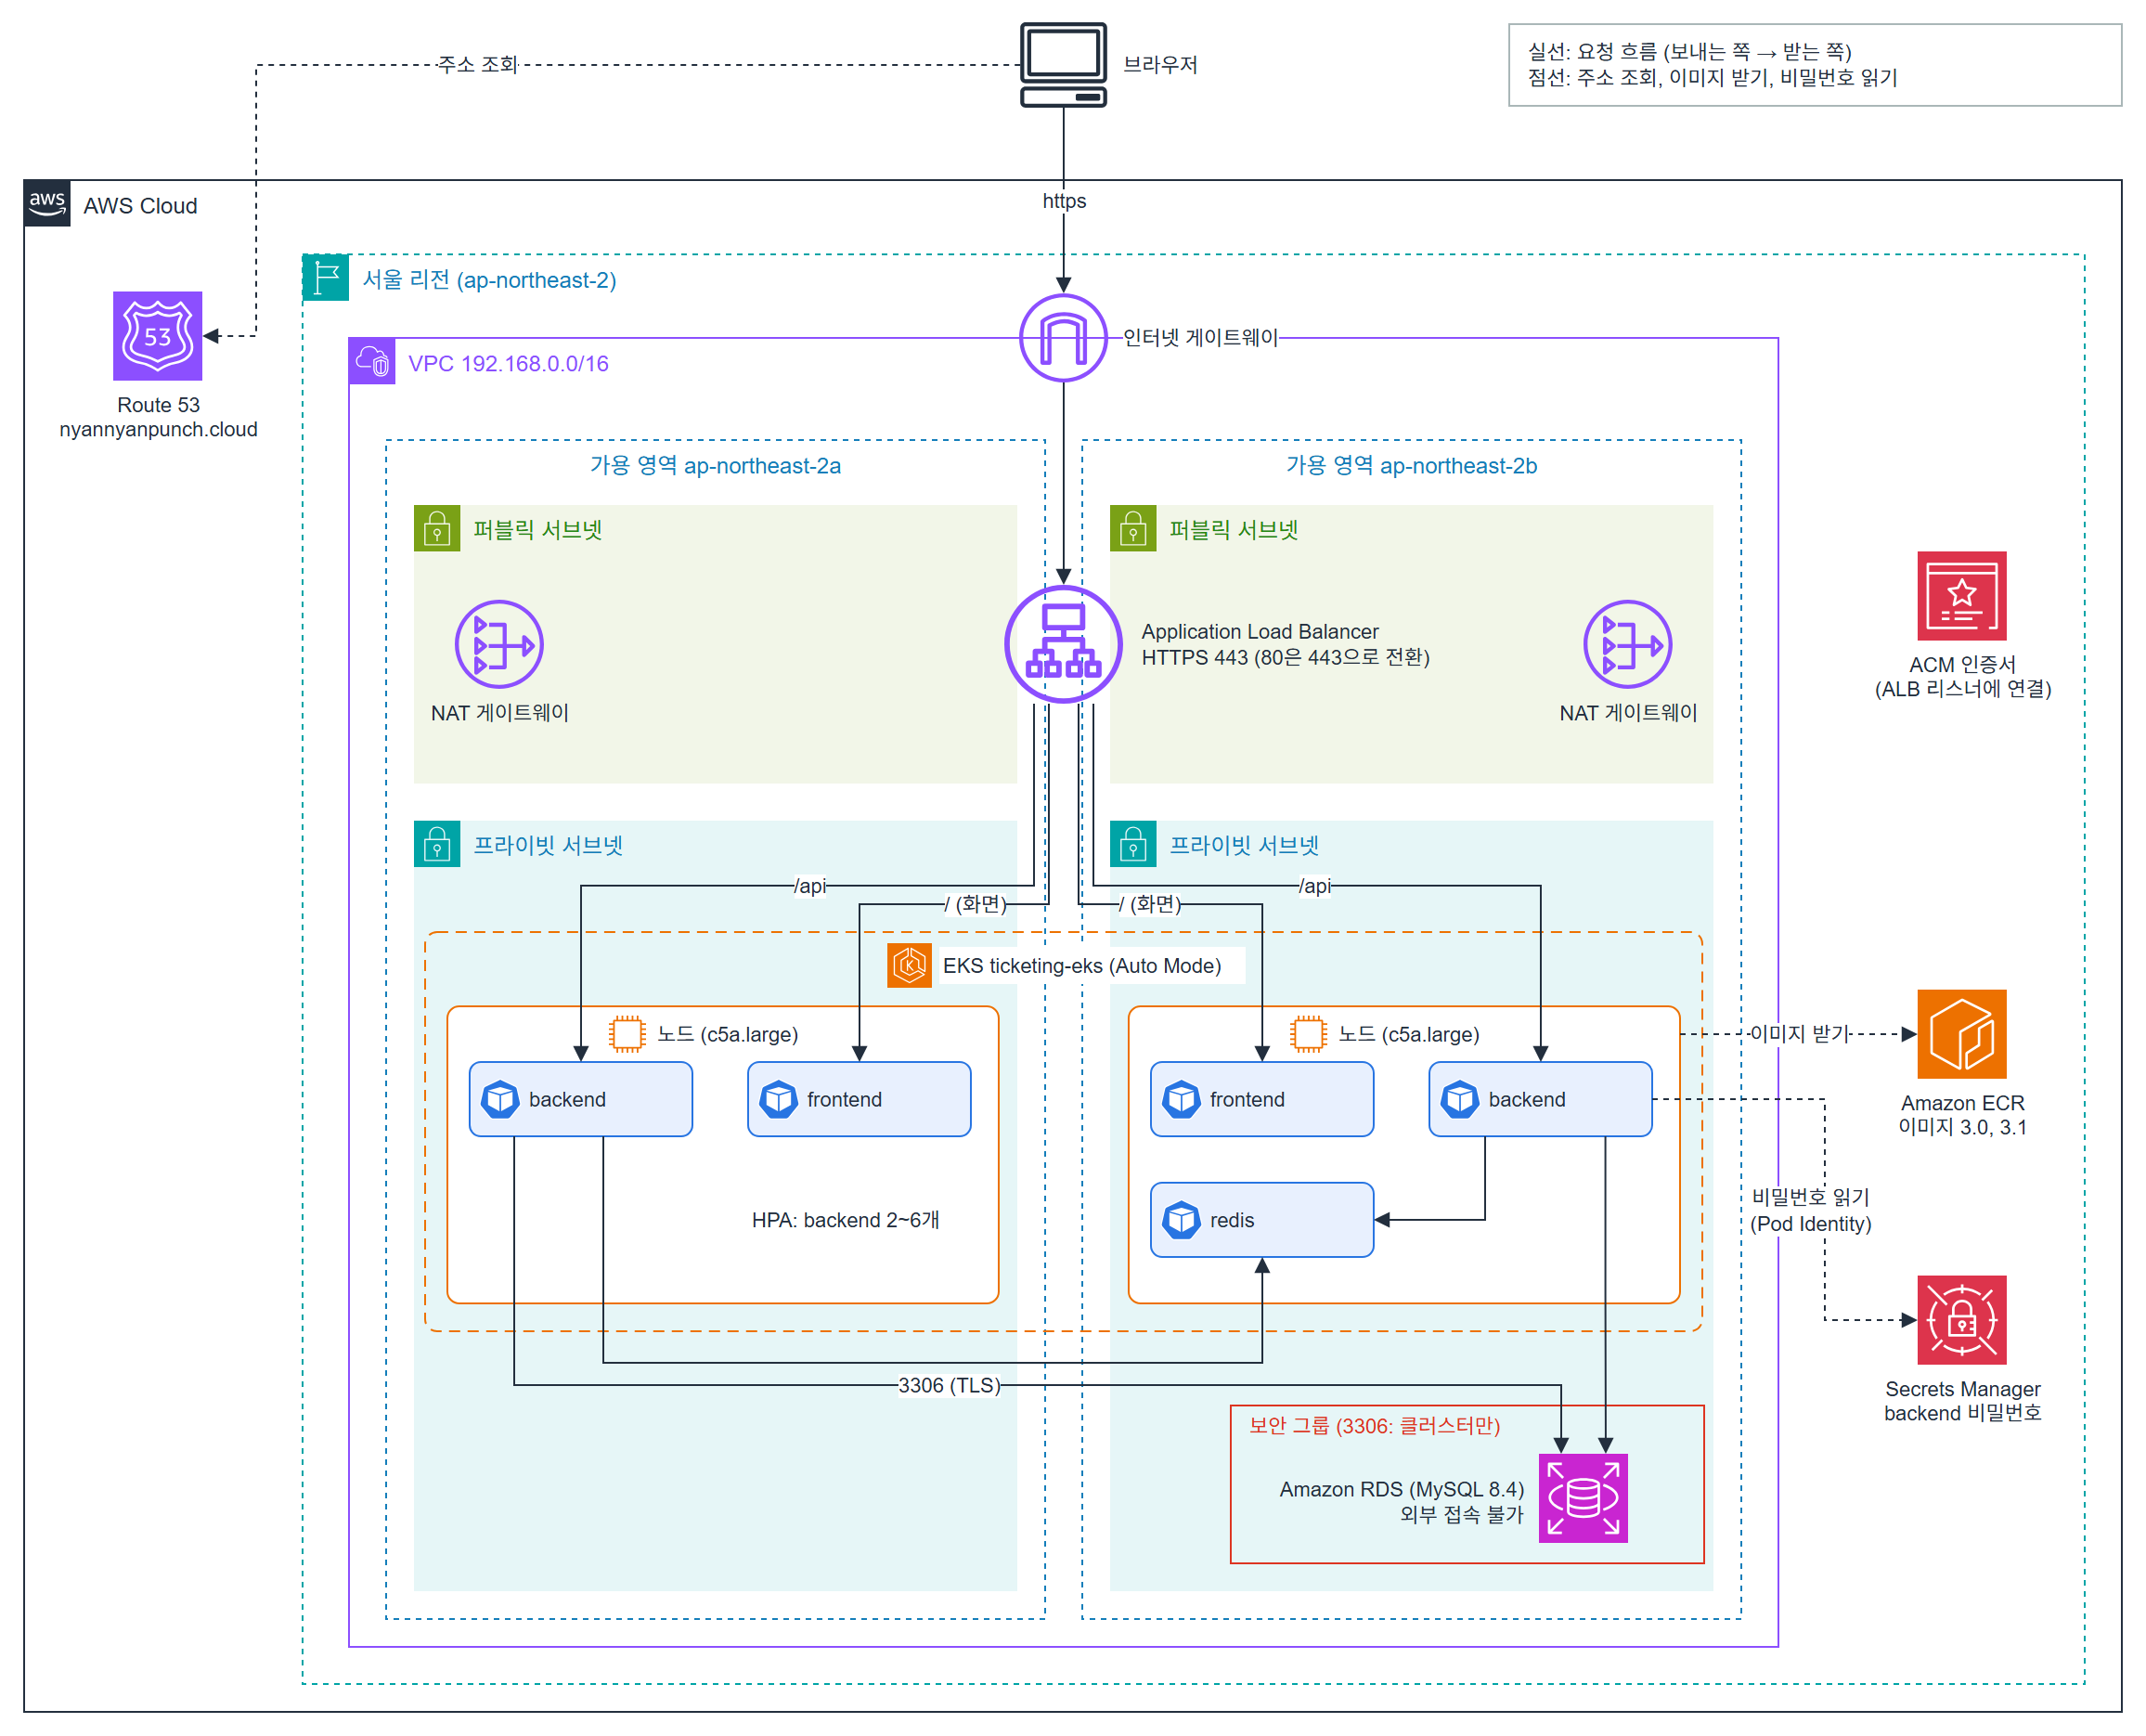 주소 조회
브라우저
실선: 요청 흐름 (보내는 쪽 → 받는 쪽)
점선: 주소 조회, 이미지 받기, 비밀번호 읽기
aws
AWS Cloud
https
서울 리전 (ap-northeast-2)
53
Route 53
nyannyanpunch.cloud
인터넷 게이트웨이
VPC 192.168.0.0/16
가용 영역 ap-northeast-2a
가용 영역 ap-northeast-2b
퍼블릭 서브넷
퍼블릭 서브넷
NAT 게이트웨이
Application Load Balancer
HTTPS 443 (80은 443으로 전환)
NAT 게이트웨이
ACM 인증서
(ALB 리스너에 연결)
프라이빗 서브넷
프라이빗 서브넷
/api
/ (화면)
/ (화면)
/api
K
EKS ticketing-eks (Auto Mode)
노드 (c5a.large)
노드 (c5a.large)
이미지 받기
backend
frontend
frontend
backend
Amazon ECR
이미지 3.0, 3.1
HPA: backend 2~6개
redis
비밀번호 읽기
(Pod Identity)
3306 (TLS)
Secrets Manager
backend 비밀번호
보안 그룹 (3306: 클러스터만)
Amazon RDS (MySQL 8.4)
외부 접속 불가